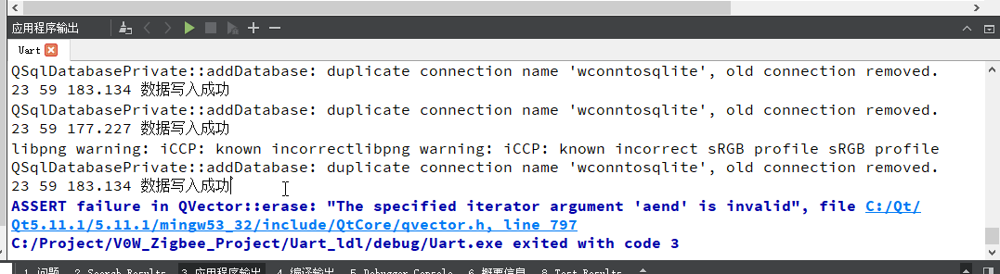 应用程序输出
Uart
QSqlDatabasePrivate::addDatabase: duplicate connection name 'wconntosqlite', old connection removed.
23 59 183.134 数据写入成功
QSqlDatabasePrivate::addDatabase: duplicate connection name 'wconntosqlite', old connection removed.
23 59 177.227 数据写入成功
libpng warning: iCCP: known incorrectlibpng warning: iCCP: known incorrect sRGB profile sRGB profile
QSqlDatabasePrivate::addDatabase: duplicate connection name 'wconntosqlite', old connection removed.
23 59 183.134 数据写入成功
ASSERT failure in QVector::erase: "The specified iterator argument 'aend' is invalid", file C:/Qt/
Qt5.11.1/5.11.1/mingw53_32/include/QtCore/qvector.h, line 797
C:/Project/V0W_Zigbee_Project/Uart_ldl/debug/Uart.exe exited with code 3
1 问题 2 Search Results 3 应用程序输出 4 编译输出 5 Debugger Console 6 概要信息 8 Test Results